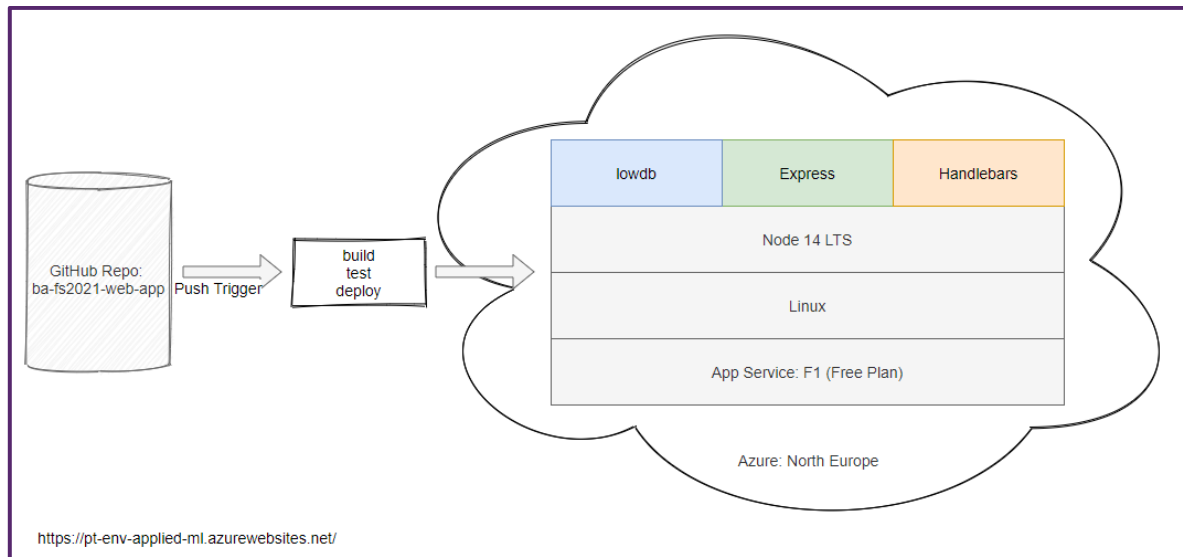 GitHub Repo:
ba-fs2021-web-app
Push Trigger
build
test
deploy
lowdb
Express
Handlebars
Node 14 LTS
Linux
App Service: F1 (Free Plan)
Azure: North Europe
https://pt-env-applied-ml.azurewebsites.net/